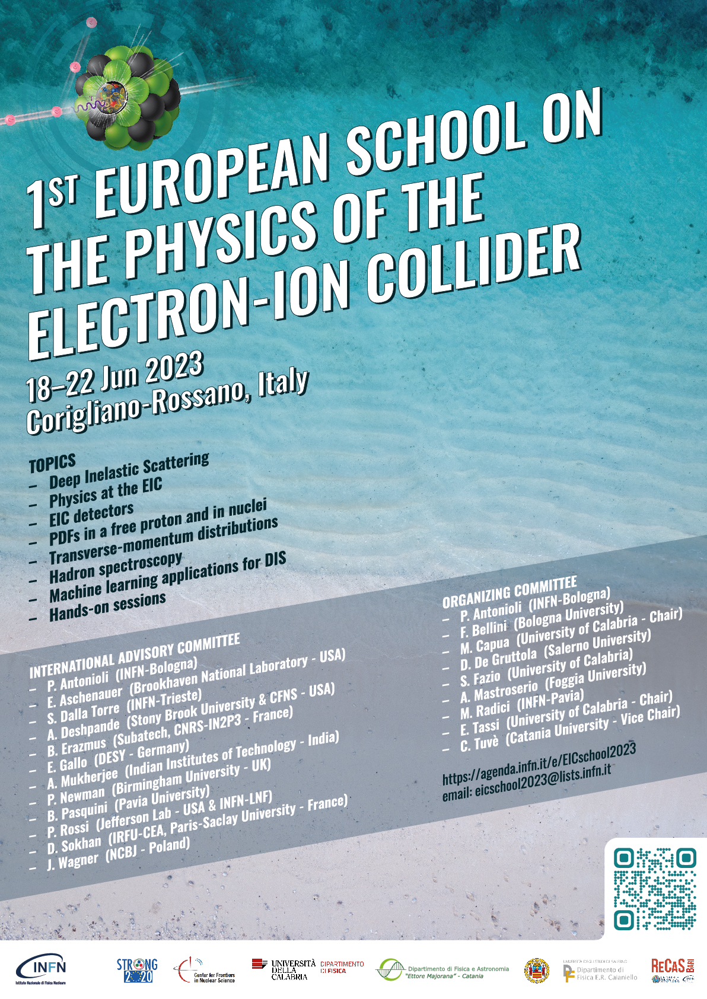 1ST EUROPEAN SCHOOL ON
THE PHYSICS OF THE
ELECTRON-ION COLLIDER
18–22 Jun 2023
Corigliano-Rossano, Italy
TOPICS
– Deep Inelastic Scattering
– Physics at the EIC
– EIC detectors
– PDFs in a free proton and in nuclei
– Transverse-momentum distributions
– Hadron spectroscopy
– Machine learning applications for DIS
– Hands-on sessions
INTERNATIONAL ADVISORY COMMITTEE
– P. Antonioli (INFN-Bologna)
– E. Aschenauer (Brookhaven National Laboratory - USA)
– S. Dalla Torre (INFN-Trieste)
– A. Deshpande (Stony Brook University & CFNS - USA)
– B. Erazmus (Subatech, CNRS-IN2P3 - France)
– E. Gallo (DESY - Germany)
– A. Mukherjee (Indian Institutes of Technology - India)
– P. Newman (Birmingham University - UK)
– B. Pasquini (Pavia University)
– P. Rossi (Jefferson Lab - USA & INFN-LNF)
– D. Sokhan (IRFU-CEA, Paris-Saclay University - France)
– J. Wagner (NCBJ - Poland)
ORGANIZING COMMITTEE
– P. Antonioli (INFN-Bologna)
– F. Bellini (Bologna University)
– M. Capua (University of Calabria - Chair)
– D. De Gruttola (Salerno University)
– S. Fazio (University of Calabria)
– A. Mastroserio (Foggia University)
– M. Radici (INFN-Pavia)
– E. Tassi (University of Calabria - Chair)
– C. Tuvè (Catania University - Vice Chair)
https://agenda.infn.it/e/EICschool2023
email: eicschool2023@lists.infn.it
INFN
Istituto Nazionale di Fisica Nucleare
STRONG
2020
Center for Frontiers
in Nuclear Science
UNIVERSITÀ
DELLA
CALABRIA
DIPARTIMENTO
DI FISICA
Dipartimento di Fisica e Astronomia
"Ettore Majorana" - Catania
UNIVERSITÀ DEGLI STUDI DI SALERNO
DF
Dipartimento di
Fisica E.R. Caianiello
ReCaS
BARI
INFN